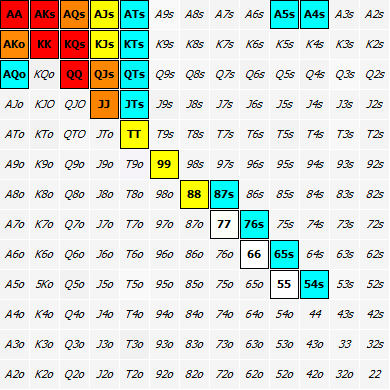 AA AKs AQs AJs ATs A9s A8s A7s A6s A5s A4s A3s A2s
AKo KK KQs KJs KTs K9s K8s K7s K6s K5s K4s K3s K2s
AQo KQo QQ QJs QTs Q9s Q8s Q7s Q6s Q5s Q4s Q3s Q2s
AJo KJO QJO JJ JTs J9s J8s J7s J6s J5s J4s J3s J2s
ATo KTo QTO JTo TT T9s T8s T7s T6s T5s T4s T3s T2s
A9o K9o Q9o J9o T9o 99 98s 97s 96s 95s 94s 93s 92s
A8o K8o Q8o J8o T8o 98o 88 87s 86s 85s 84s 83s 82s
A7o K7o Q7o J7o T7o 97o 87o 77 76s 75s 74s 73s 72s
A6o K6o Q6o J6o T6o 96o 86o 76o 66 65s 64s 63s 62s
A5o 5Ko Q5o J5o T5o 95o 85o 75o 65o 55 54s 53s 52s
A4o K4o Q4o J4o T4o 94o 84o 74o 64o 54o 44 43s 42s
A3o K3o Q3o J3o T3o 93o 83o 73o 63o 53o 43o 33 32s
A2o K2o Q2o J2o T2o 92o 82o 72o 62o 52o 42o 32o 22